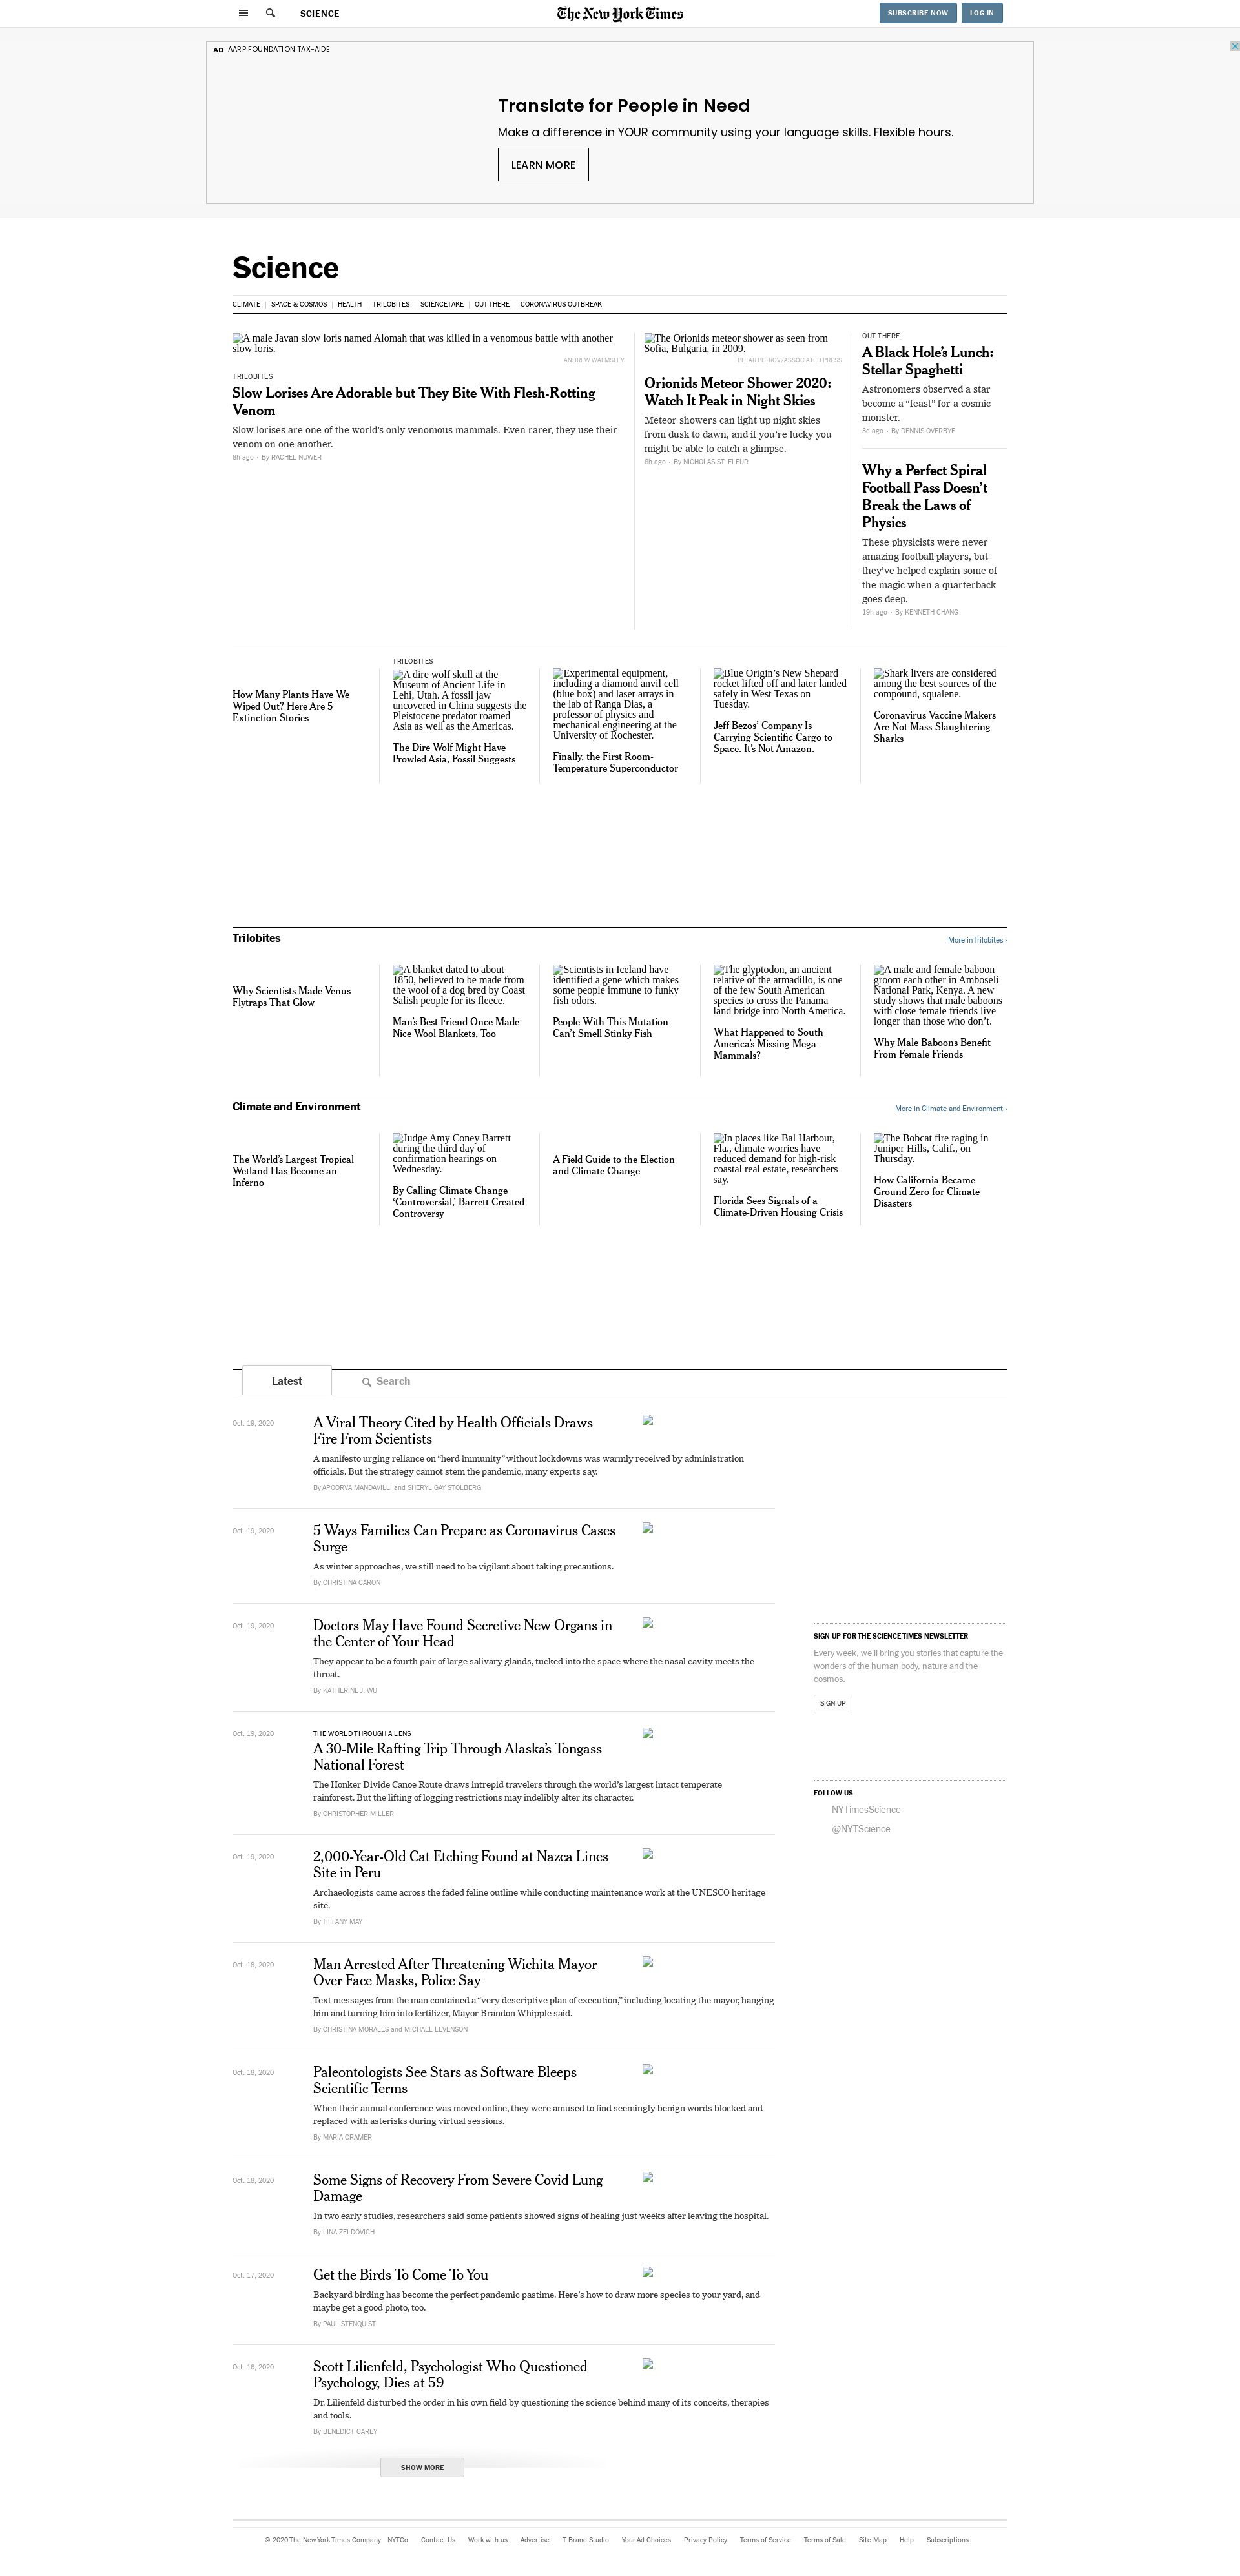 SCIENCE
The New York Times
SUBSCRIBE NOW
LOG IN
AD AARP FOUNDATION TAX-AIDE
Translate for People in Need
Make a difference in YOUR community using your language skills. Flexible hours.
LEARN MORE
Science
CLIMATE | SPACE & COSMOS | HEALTH | TRILOBITES | SCIENCETAKE | OUT THERE | CORONAVIRUS OUTBREAK
A male Javan slow loris named Alomah that was killed in a venomous battle with another
slow loris.
ANDREW WALMSLEY
TRILOBITES
Slow Lorises Are Adorable but They Bite With Flesh-Rotting
Venom
Slow lorises are one of the world's only venomous mammals. Even rarer, they use their
venom on one another.
8h ago • By RACHEL NUWER
The Orionids meteor shower as seen from
Sofia, Bulgaria, in 2009.
PETAR PETROV/ASSOCIATED PRESS
Orionids Meteor Shower 2020:
Watch It Peak in Night Skies
Meteor showers can light up night skies
from dusk to dawn, and if you're lucky you
might be able to catch a glimpse.
8h ago • By NICHOLAS ST. FLEUR
OUT THERE
A Black Hole's Lunch:
Stellar Spaghetti
Astronomers observed a star
become a “feast” for a cosmic
monster.
3d ago • By DENNIS OVERBYE
Why a Perfect Spiral
Football Pass Doesn't
Break the Laws of
Physics
These physicists were never
amazing football players, but
they've helped explain some of
the magic when a quarterback
goes deep.
19h ago • By KENNETH CHANG
How Many Plants Have We
Wiped Out? Here Are 5
Extinction Stories
TRILOBITES
A dire wolf skull at the
Museum of Ancient Life in
Lehi, Utah. A fossil jaw
uncovered in China suggests the
Pleistocene predator roamed
Asia as well as the Americas.
The Dire Wolf Might Have
Prowled Asia, Fossil Suggests
Experimental equipment,
including a diamond anvil cell
(blue box) and laser arrays in
the lab of Ranga Dias, a
professor of physics and
mechanical engineering at the
University of Rochester.
Finally, the First Room-
Temperature Superconductor
Blue Origin's New Shepard
rocket lifted off and later landed
safely in West Texas on
Tuesday.
Jeff Bezos' Company Is
Carrying Scientific Cargo to
Space. It's Not Amazon.
Shark livers are considered
among the best sources of the
compound, squalene.
Coronavirus Vaccine Makers
Are Not Mass-Slaughtering
Sharks
Trilobites
More in Trilobites ›
Why Scientists Made Venus
Flytraps That Glow
A blanket dated to about
1850, believed to be made from
the wool of a dog bred by Coast
Salish people for its fleece.
Man's Best Friend Once Made
Nice Wool Blankets, Too
Scientists in Iceland have
identified a gene which makes
some people immune to funky
fish odors.
People With This Mutation
Can't Smell Stinky Fish
The glyptodon, an ancient
relative of the armadillo, is one
of the few South American
species to cross the Panama
land bridge into North America.
What Happened to South
America's Missing Mega-
Mammals?
A male and female baboon
groom each other in Amboseli
National Park, Kenya. A new
study shows that male baboons
with close female friends live
longer than those who don't.
Why Male Baboons Benefit
From Female Friends
Climate and Environment
More in Climate and Environment ›
The World's Largest Tropical
Wetland Has Become an
Inferno
Judge Amy Coney Barrett
during the third day of
confirmation hearings on
Wednesday.
By Calling Climate Change
‘Controversial,’ Barrett Created
Controversy
A Field Guide to the Election
and Climate Change
In places like Bal Harbour,
Fla., climate worries have
reduced demand for high-risk
coastal real estate, researchers
say.
Florida Sees Signals of a
Climate-Driven Housing Crisis
The Bobcat fire raging in
Juniper Hills, Calif., on
Thursday.
How California Became
Ground Zero for Climate
Disasters
Latest
Search
Oct. 19, 2020
A Viral Theory Cited by Health Officials Draws
Fire From Scientists
A manifesto urging reliance on “herd immunity” without lockdowns was warmly received by administration
officials. But the strategy cannot stem the pandemic, many experts say.
By APOORVA MANDAVILLI and SHERYL GAY STOLBERG
Oct. 19, 2020
5 Ways Families Can Prepare as Coronavirus Cases
Surge
As winter approaches, we still need to be vigilant about taking precautions.
By CHRISTINA CARON
Oct. 19, 2020
Doctors May Have Found Secretive New Organs in
the Center of Your Head
They appear to be a fourth pair of large salivary glands, tucked into the space where the nasal cavity meets the
throat.
By KATHERINE J. WU
Oct. 19, 2020
THE WORLD THROUGH A LENS
A 30-Mile Rafting Trip Through Alaska's Tongass
National Forest
The Honker Divide Canoe Route draws intrepid travelers through the world's largest intact temperate
rainforest. But the lifting of logging restrictions may indelibly alter its character.
By CHRISTOPHER MILLER
Oct. 19, 2020
2,000-Year-Old Cat Etching Found at Nazca Lines
Site in Peru
Archaeologists came across the faded feline outline while conducting maintenance work at the UNESCO heritage
site.
By TIFFANY MAY
Oct. 18, 2020
Man Arrested After Threatening Wichita Mayor
Over Face Masks, Police Say
Text messages from the man contained a “very descriptive plan of execution,” including locating the mayor, hanging
him and turning him into fertilizer, Mayor Brandon Whipple said.
By CHRISTINA MORALES and MICHAEL LEVENSON
Oct. 18, 2020
Paleontologists See Stars as Software Bleeps
Scientific Terms
When their annual conference was moved online, they were amused to find seemingly benign words blocked and
replaced with asterisks during virtual sessions.
By MARIA CRAMER
Oct. 18, 2020
Some Signs of Recovery From Severe Covid Lung
Damage
In two early studies, researchers said some patients showed signs of healing just weeks after leaving the hospital.
By LINA ZELDOVICH
Oct. 17, 2020
Get the Birds To Come To You
Backyard birding has become the perfect pandemic pastime. Here's how to draw more species to your yard, and
maybe get a good photo, too.
By PAUL STENQUIST
Oct. 16, 2020
Scott Lilienfeld, Psychologist Who Questioned
Psychology, Dies at 59
Dr. Lilienfeld disturbed the order in his own field by questioning the science behind many of its conceits, therapies
and tools.
By BENEDICT CAREY
SHOW MORE
SIGN UP FOR THE SCIENCE TIMES NEWSLETTER
Every week, we'll bring you stories that capture the
wonders of the human body, nature and the
cosmos.
SIGN UP
FOLLOW US
NYTimesScience
@NYTScience
© 2020 The New York Times Company NYTCo Contact Us Work with us Advertise T Brand Studio Your Ad Choices Privacy Policy Terms of Service Terms of Sale Site Map Help Subscriptions